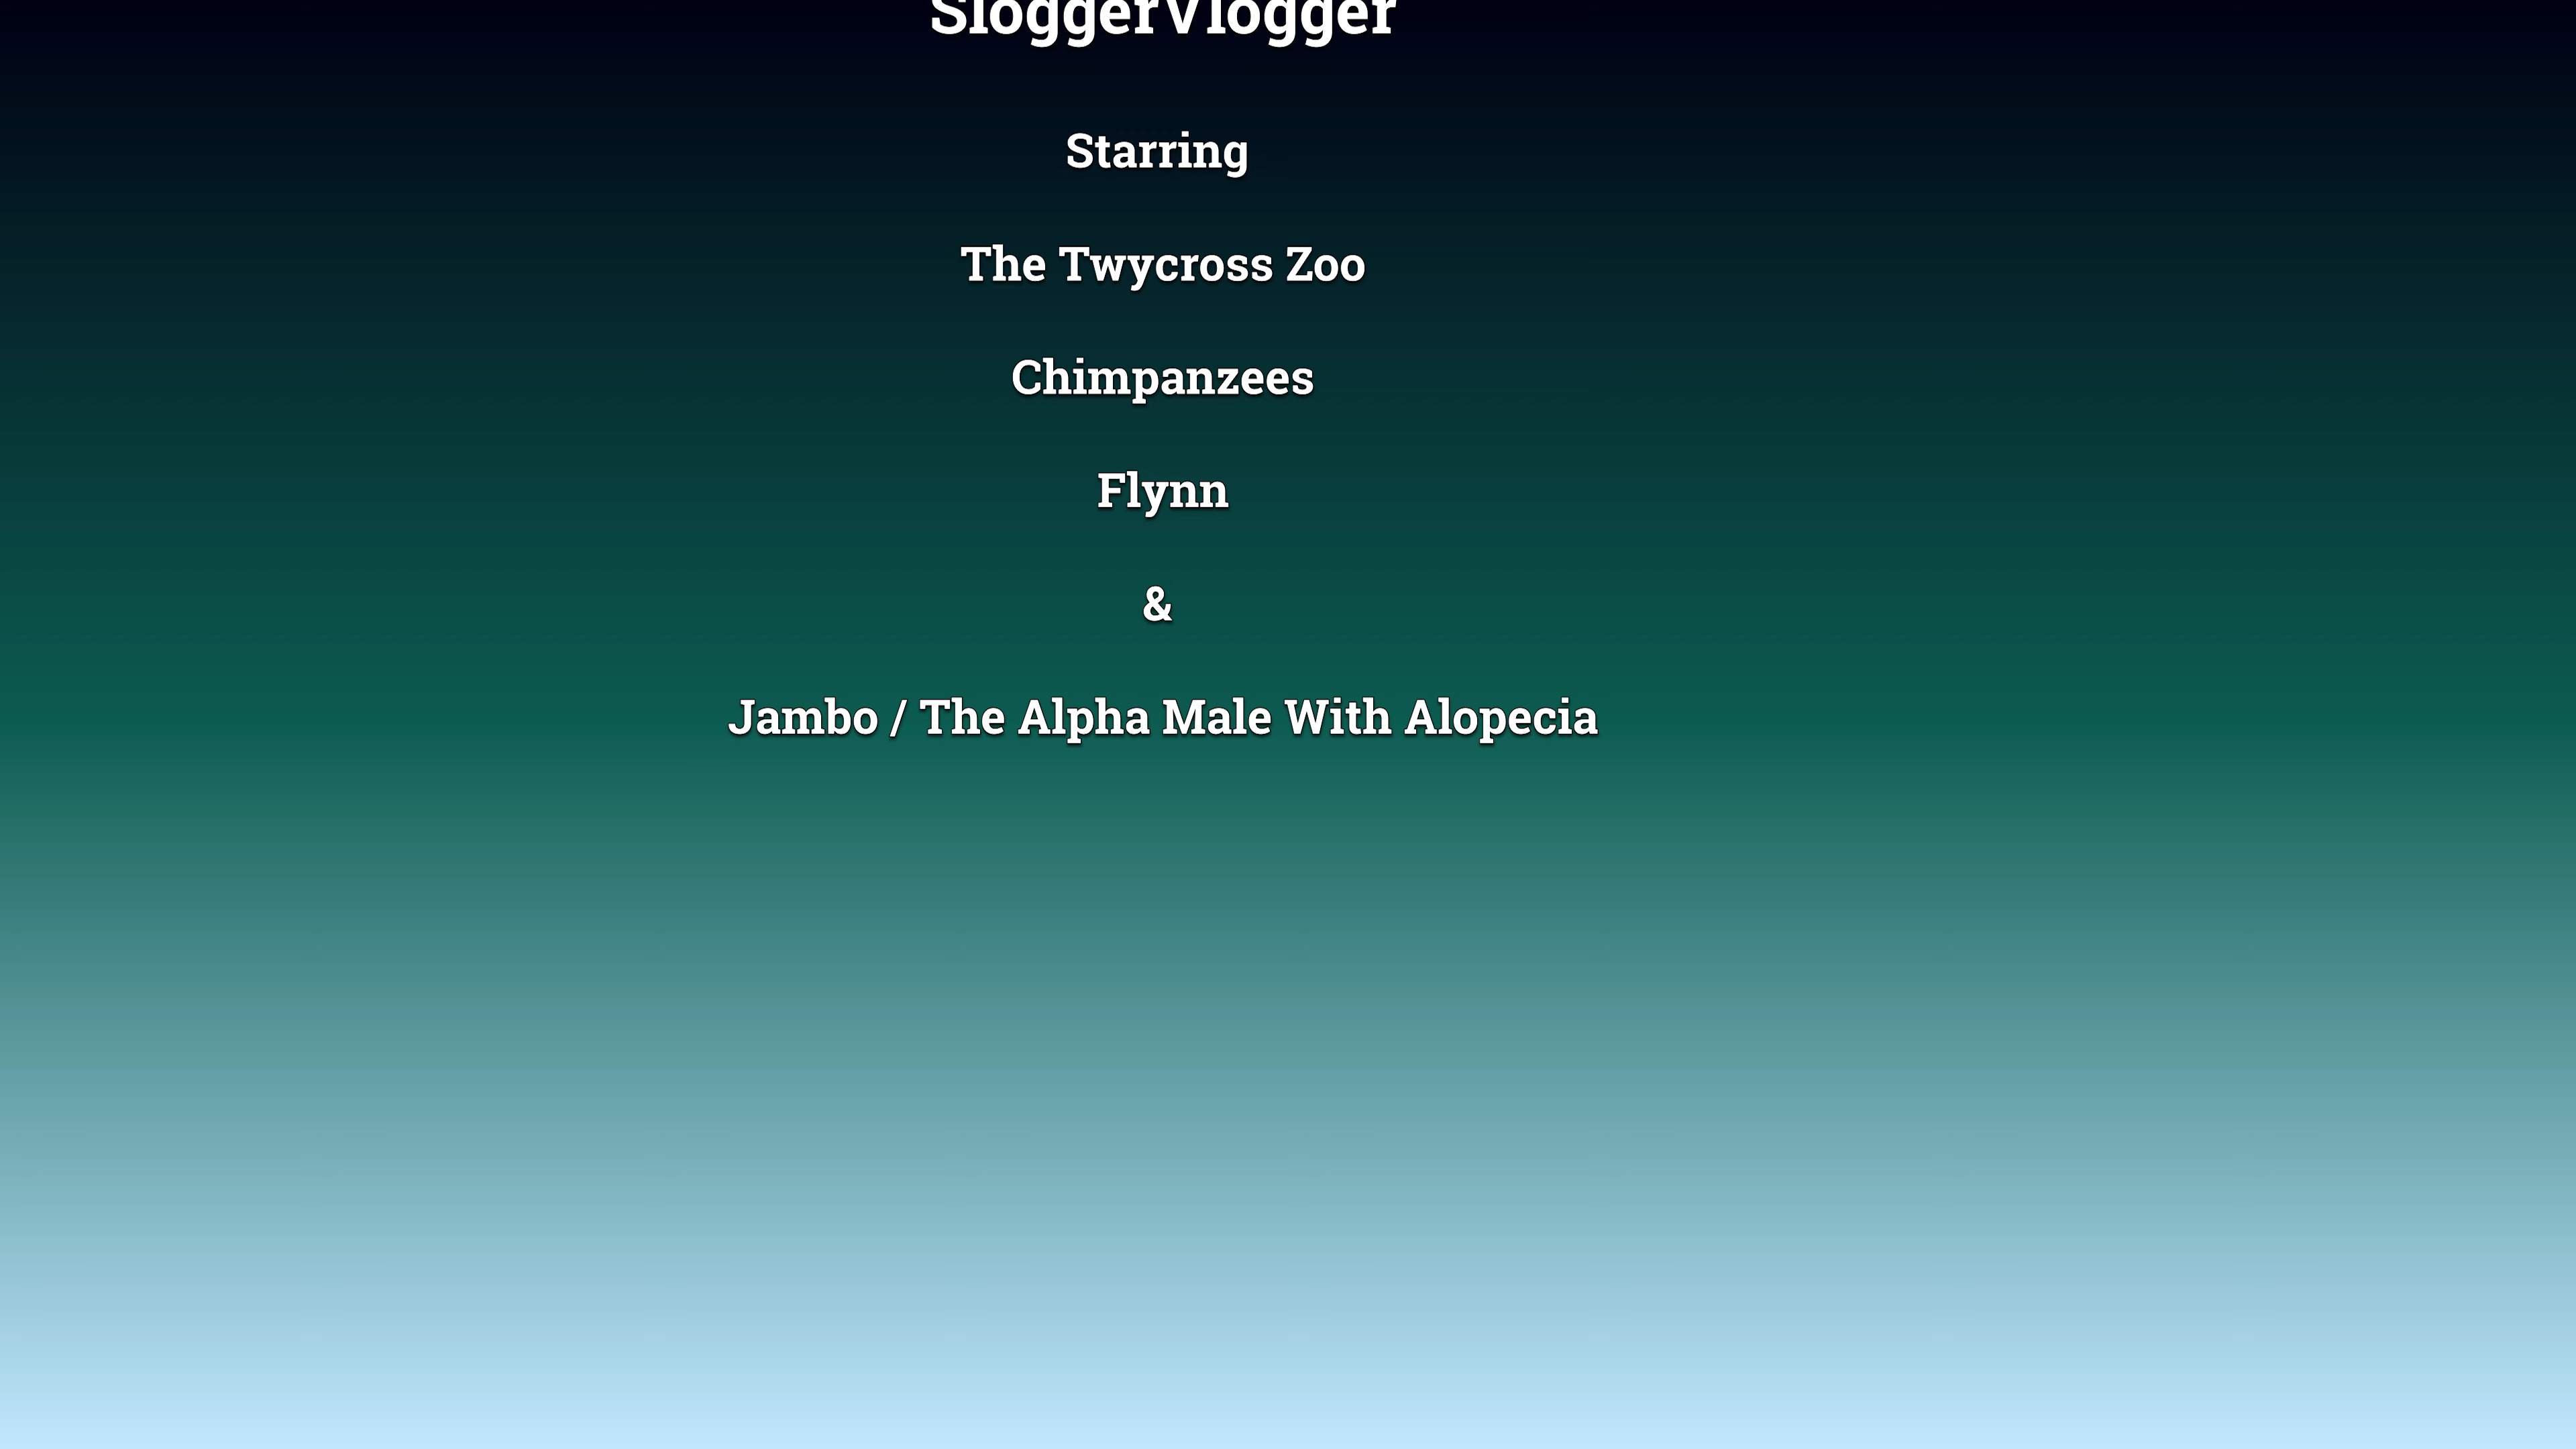 SloggerVlogger
Starring
The Twycross Zoo
Chimpanzees
Flynn
&
Jambo / The Alpha Male With Alopecia